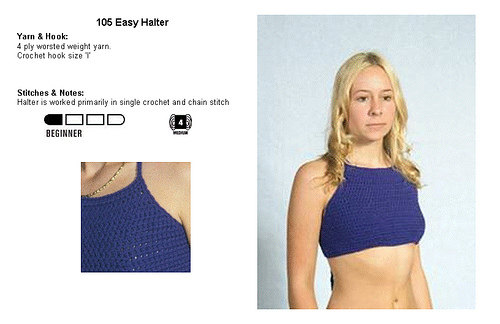 105 Easy Halter
Yarn & Hook:
4 ply worsted weight yarn.
Crochet hook size 'I'
Stitches & Notes:
Halter is worked primarily in single crochet and chain stitch
4
BEGINNER
MEDIUM